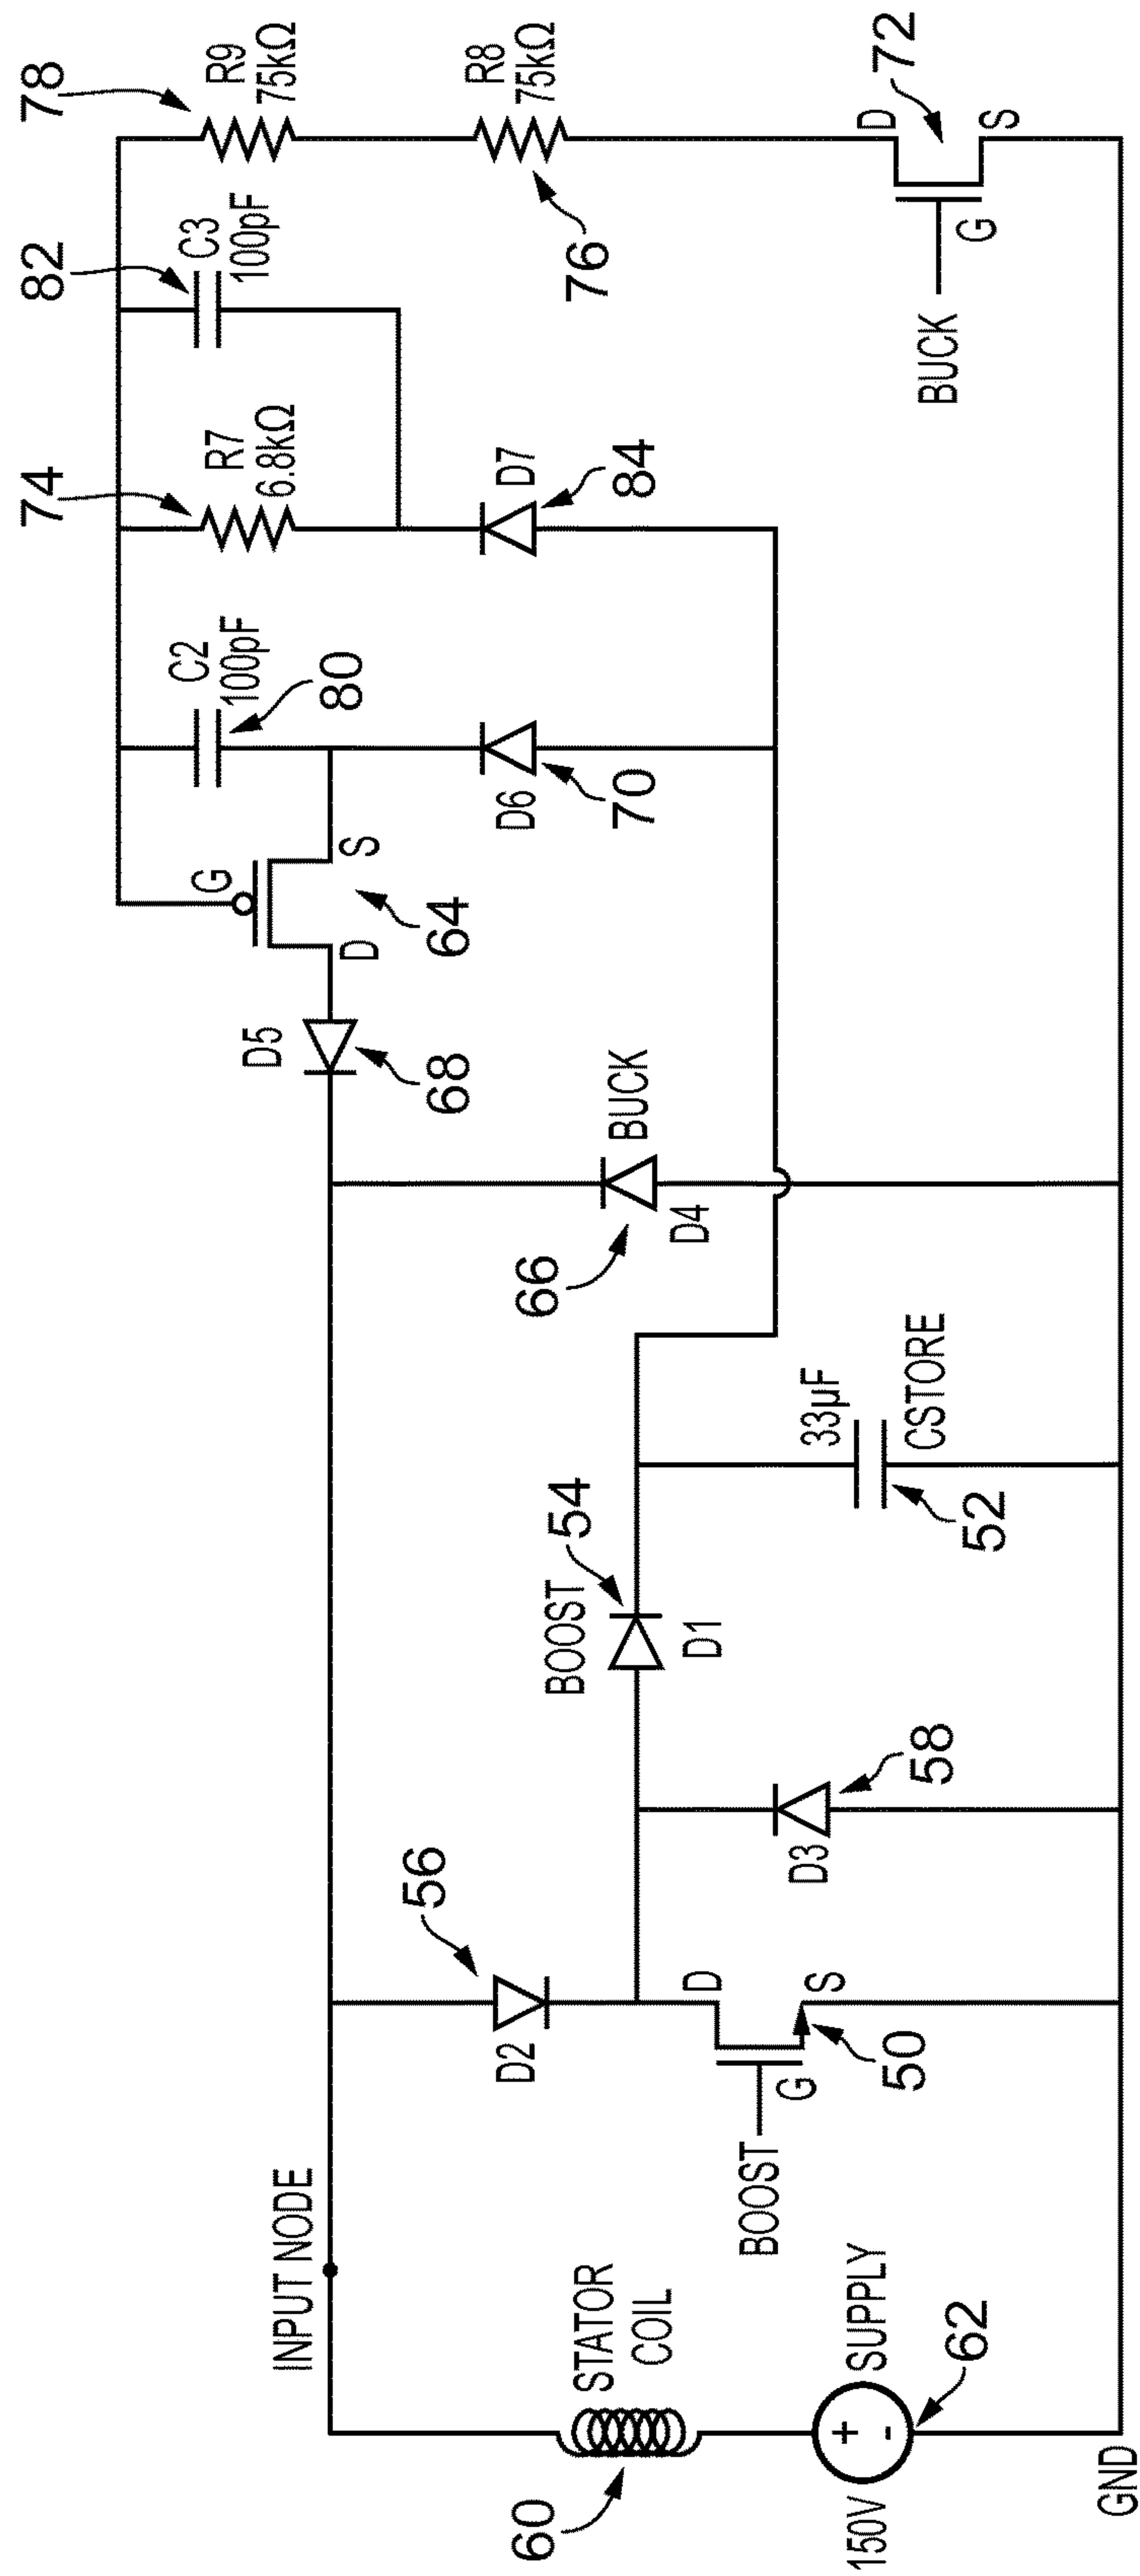 78
R9
75kΩ
R8
75kΩ
76
72
D
S
G
BUCK
82
C3
100pF
74
R7
6.8kΩ
D7
84
C2
100pF
80
D6
70
G
S
D
64
D5
68
BUCK
D4
66
33µF
CSTORE
52
BOOST
54
D1
D3
58
56
D2
D
S
G
50
BOOST
INPUT NODE
STATOR
COIL
60
SUPPLY
+
-
62
150V
GND